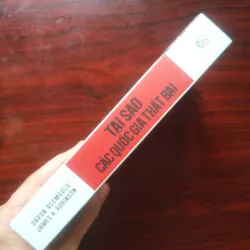 TẠI SAO
CÁC QUỐC GIA THẤT BẠI
DARON ACEMOGLU
JAMES A. ROBINSON